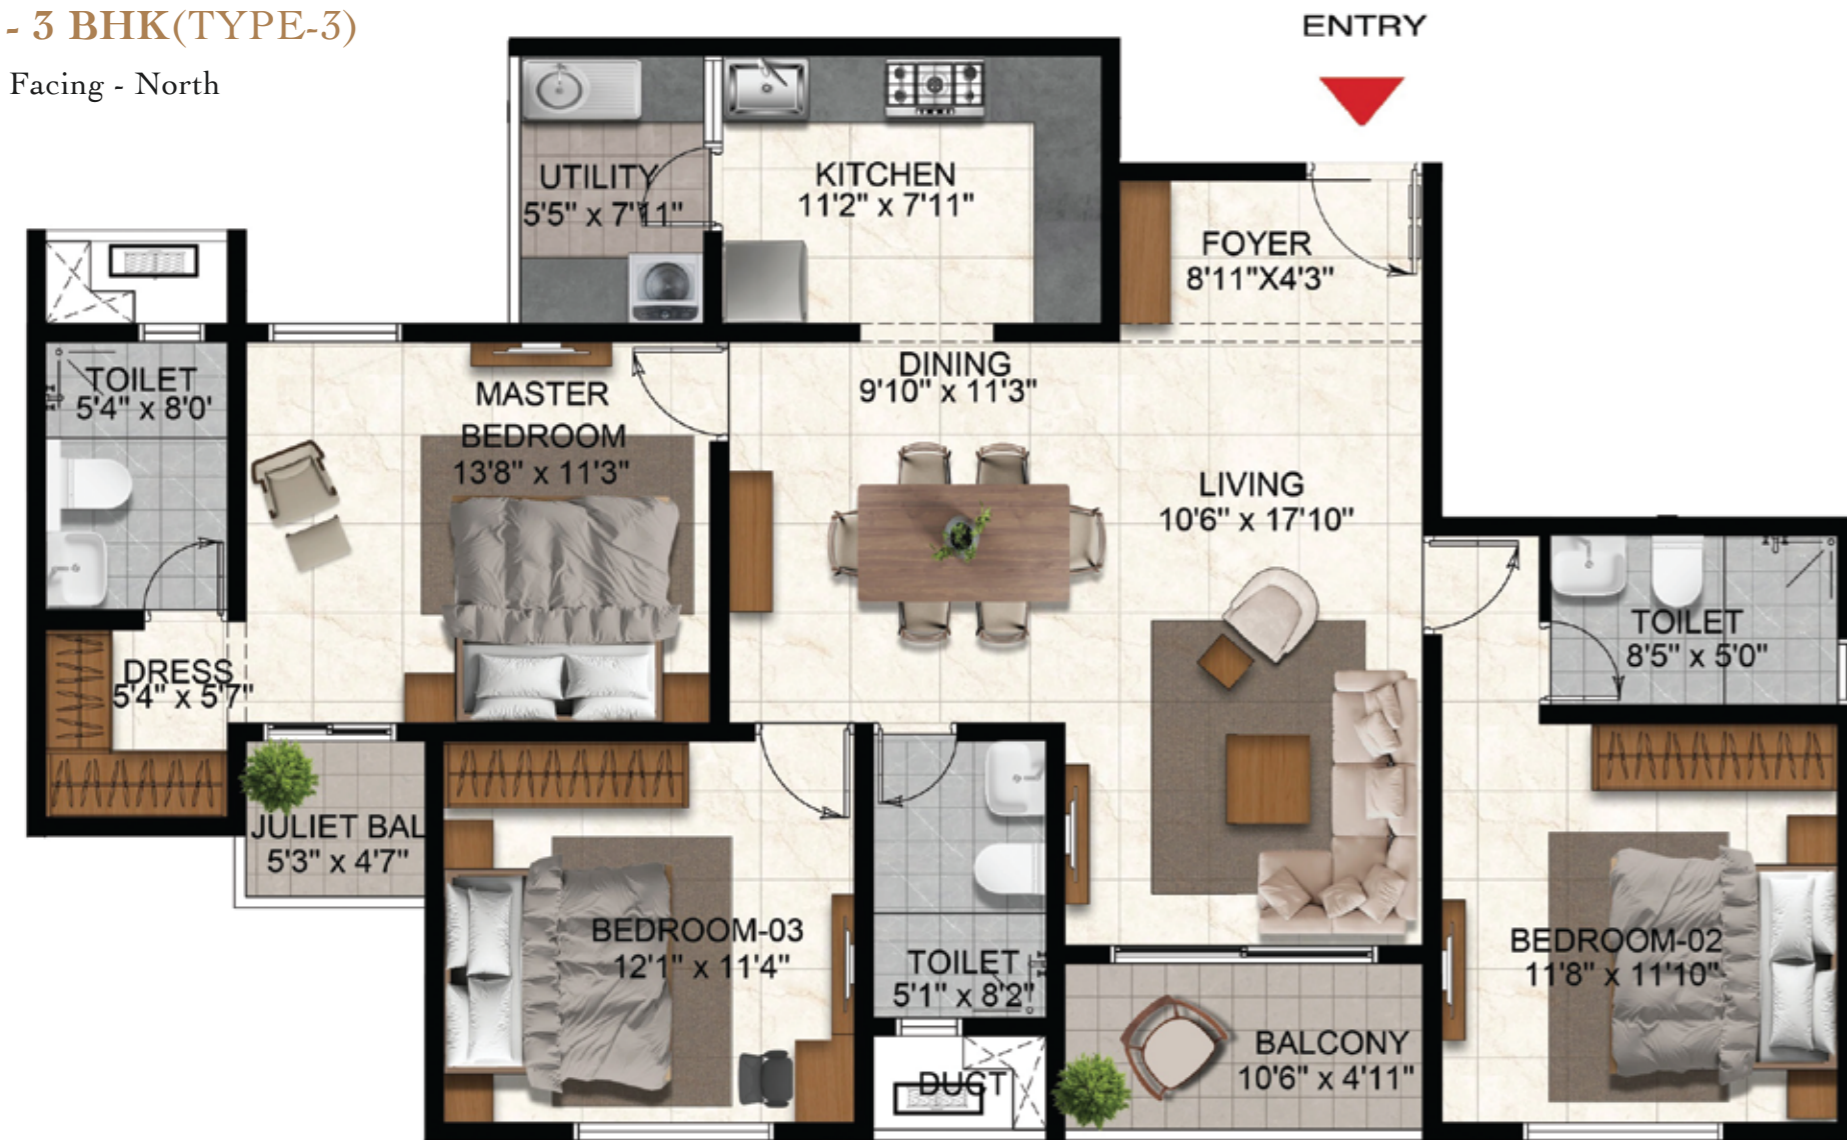 - 3 BHK(TYPE-3)
Facing - North
ENTRY
UTILITY
5'5" x 7'11"
KITCHEN
11'2" x 7'11"
FOYER
8'11"X4'3"
TOILET
5'4" x 8'0'
MASTER
BEDROOM
13'8" x 11'3"
DINING
9'10" x 11'3"
LIVING
10'6" x 17'10"
TOILET
8'5" x 5'0"
DRESS
5'4" x 5'7"
JULIET BAL
5'3" x 4'7"
BEDROOM-03
12'1" x 11'4"
TOILET
5'1" x 8'2"
BEDROOM-02
11'8" x 11'10"
BALCONY
10'6" x 4'11"
DUCT